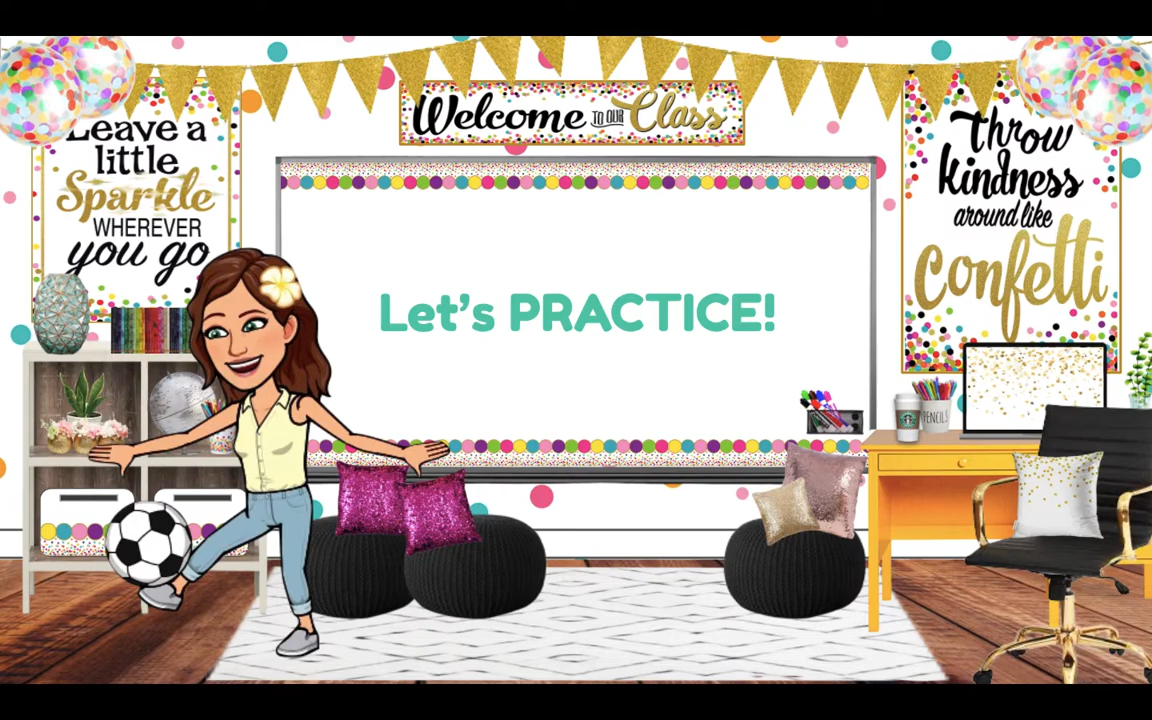 Welcome TO OUR Class
Leave a
little
Sparkle
WHEREVER
you go
Throw
kindness
around like
Confetti
Let's PRACTICE!
PENCILS